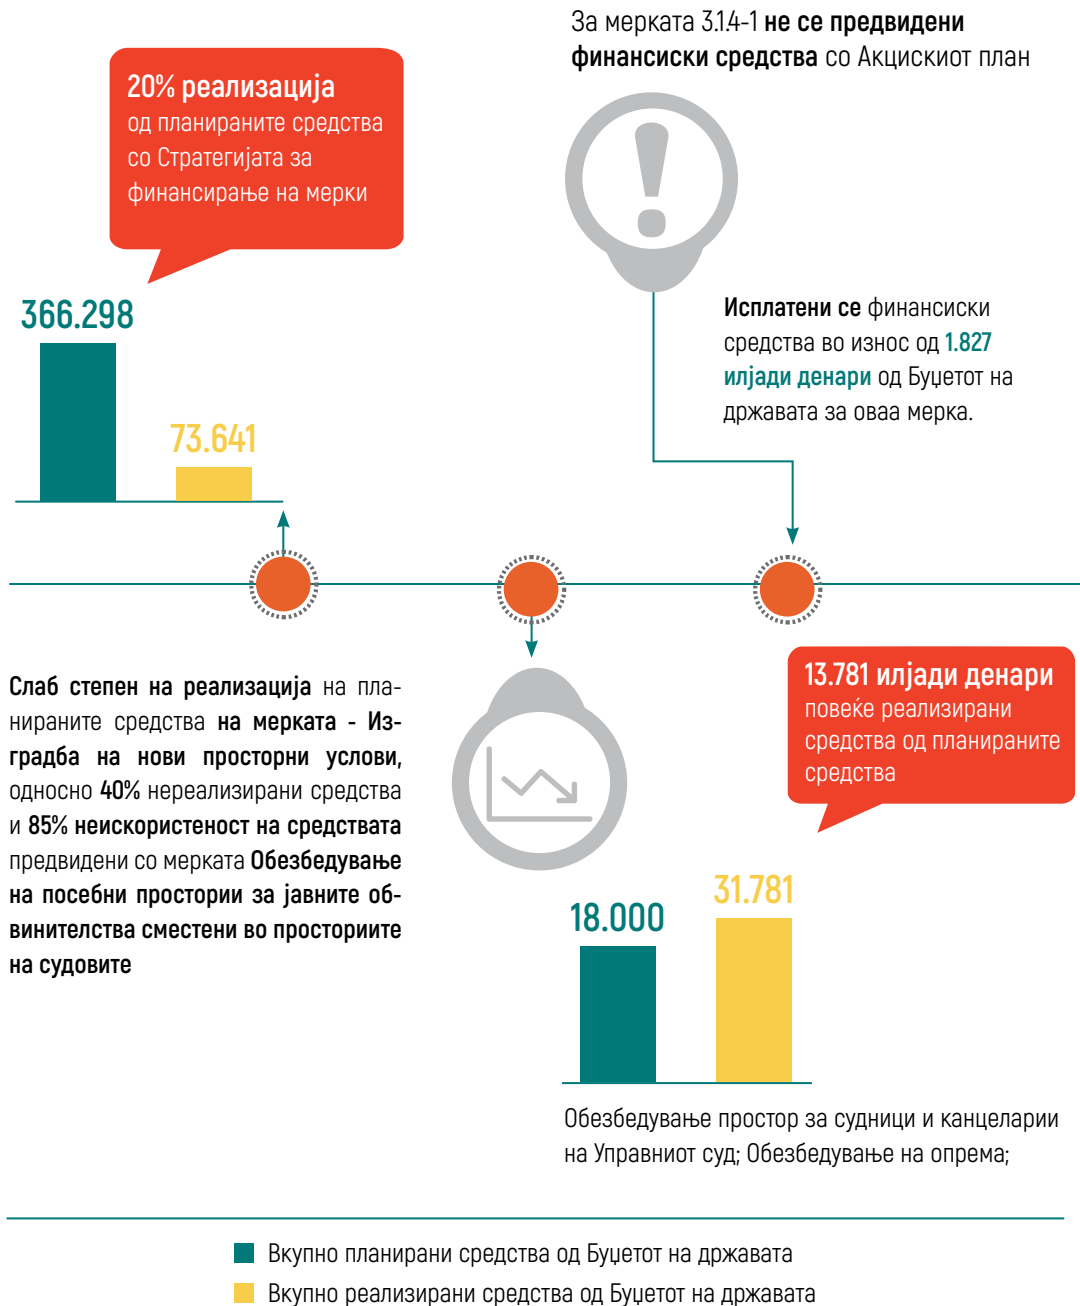 За мерката 3.1.4-1 не се предвидени
финансиски средства со Акцискиот план
20% реализација
од планираните средства
со Стратегијата за
финансирање на мерки
366.298
73.641
Исплатени се финансиски
средства во износ од 1.827
илјади денари од Буџетот на
државата за оваа мерка.
Слаб степен на реализација на пла-
нираните средства на мерката - Из-
градба на нови просторни услови,
односно 40% нереализирани средства
и 85% неискористеност на средствата
предвидени со мерката Обезбедување
на посебни простории за јавните об-
винителства сместени во просториите
на судовите
13.781 илјади денари
повеќе реализирани
средства од планираните
средства
18.000
31.781
Обезбедување простор за судници и канцеларии
на Управниот суд; Обезбедување на опрема;
Вкупно планирани средства од Буџетот на државата
Вкупно реализирани средства од Буџетот на државата